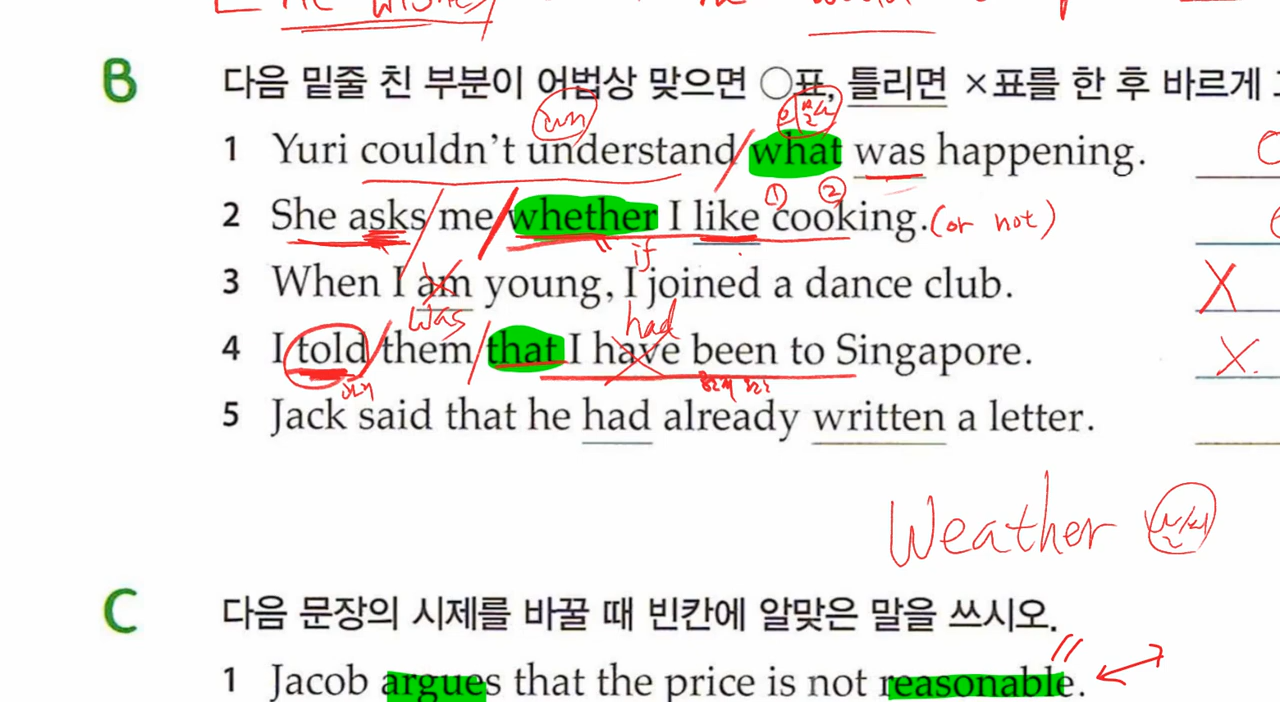 B 다음 밑줄 친 부분이 어법상 맞으면 ○표, 틀리면 ×표를 한 후 바르게
1 Yuri couldn't understand what was happening.
① ②
2 She asks me whether I like cooking. (or not)
if
3 When I am young, I joined a dance club. X
was had
4 I told them that I have been to Singapore. X.
5 Jack said that he had already written a letter.
Weather
C 다음 문장의 시제를 바꿀 때 빈칸에 알맞은 말을 쓰시오.
1 Jacob argues that the price is not reasonable.